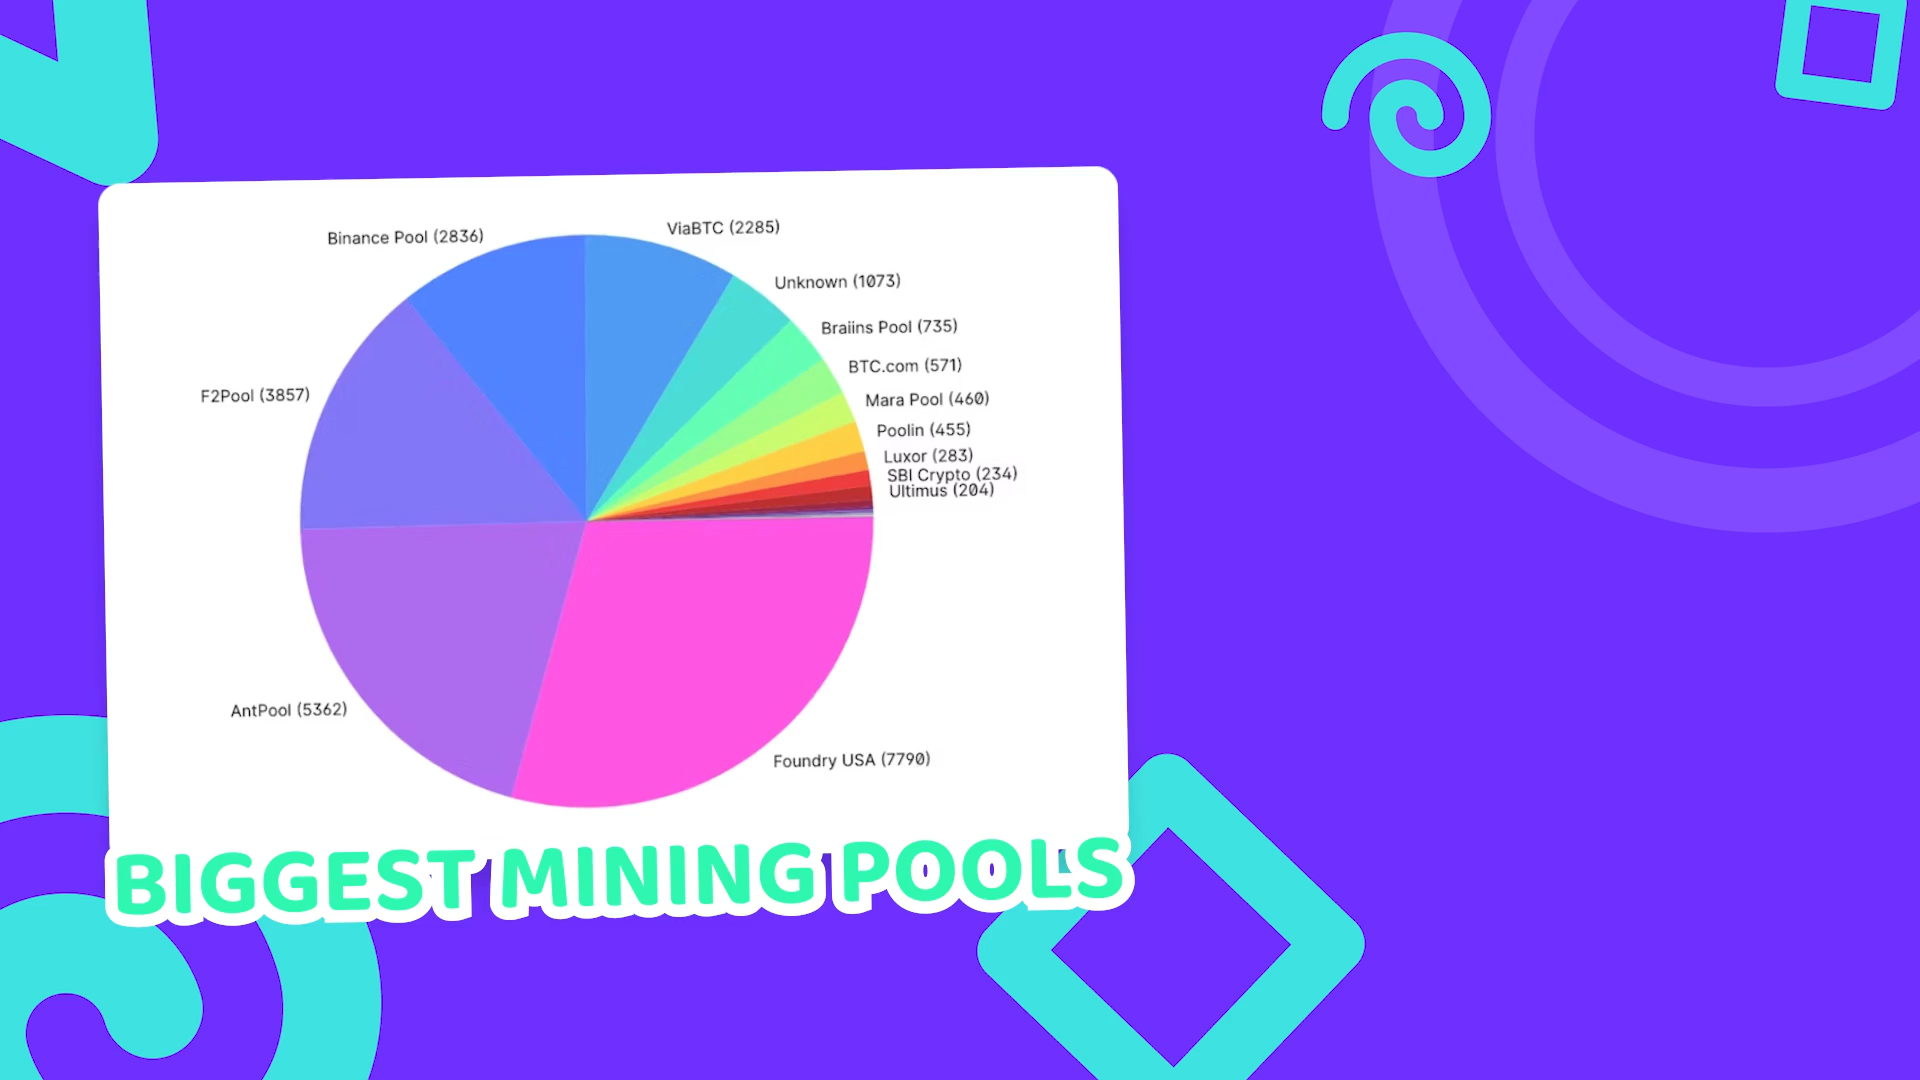 ViaBTC (2285)
Binance Pool (2836)
Unknown (1073)
Braiins Pool (735)
BTC.com (571)
F2Pool (3857)
Mara Pool (460)
Poolin (455)
Luxor (283)
SBI Crypto (234)
Ultimus (204)
AntPool (5362)
Foundry USA (7790)
BIGGEST MINING POOLS